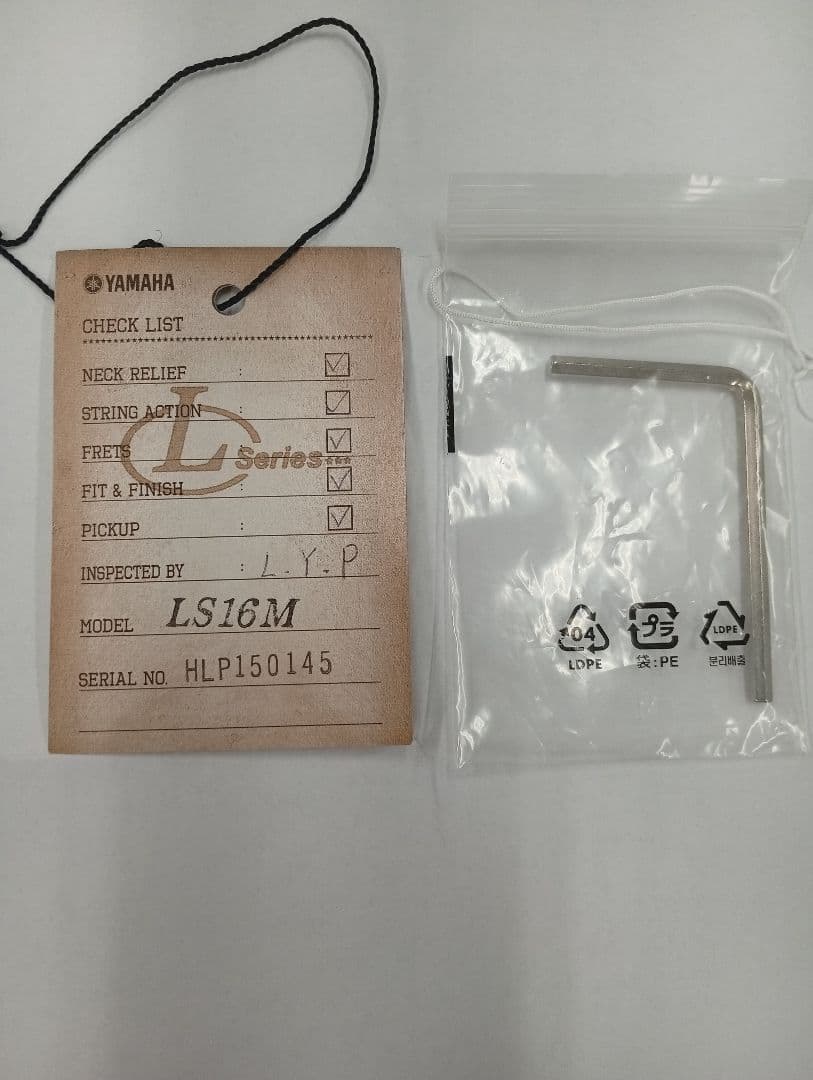 YAMAHA
CHECK LIST
NECK RELIEF :
STRING ACTION :
FRETS :
L Series
FIT & FINISH :
PICKUP :
INSPECTED BY : L.Y.P
MODEL LS16M
SERIAL NO. HLP150145
04 プラ LDPE
LDPE 袋:PE 분리배출